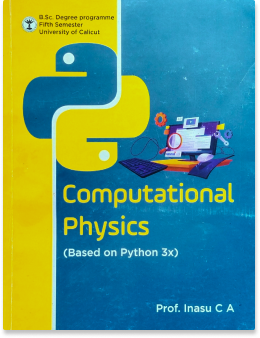 B.Sc. Degree programme
Fifth Semester
University of Calicut
Computational
Physics
(Based on Python 3x)
Prof. Inasu C A